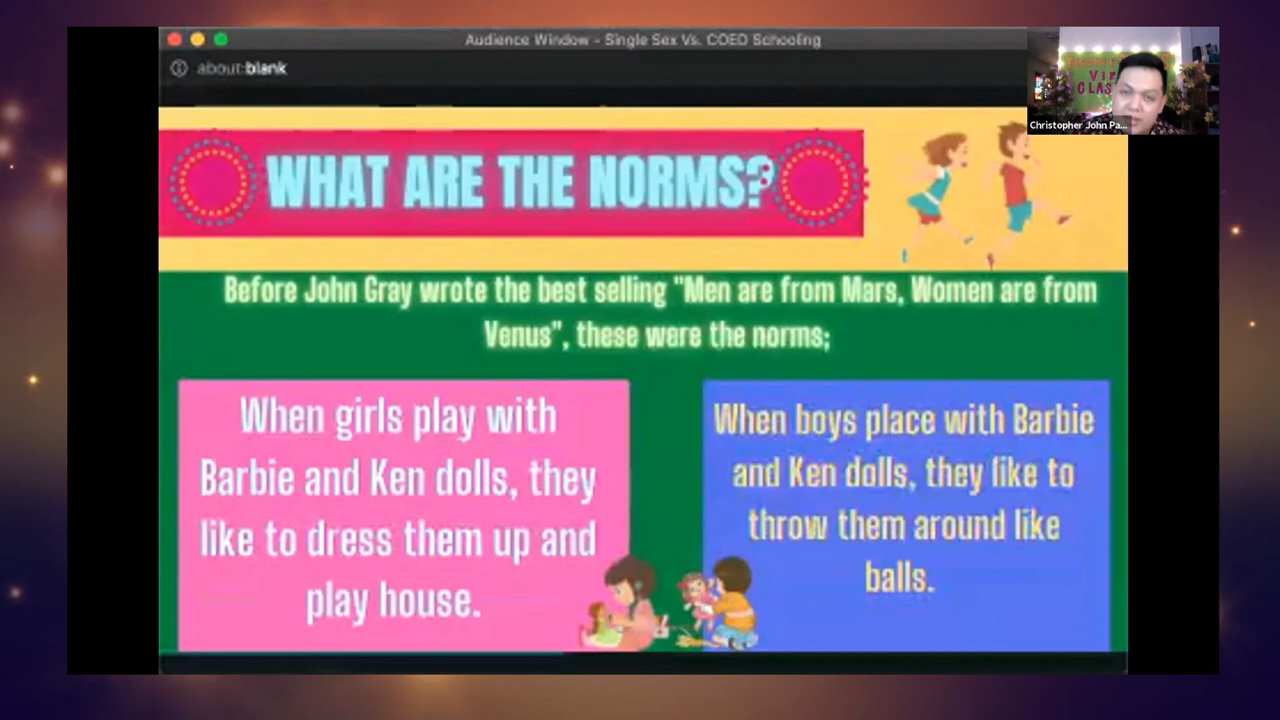 Audience Window - Single Sex Vs. COED Schooling
about:blank
Christopher John Pa...
WHAT ARE THE NORMS?
Before John Gray wrote the best selling "Men are from Mars, Women are from
Venus", these were the norms;
When girls play with
Barbie and Ken dolls, they
like to dress them up and
play house.
When boys place with Barbie
and Ken dolls, they like to
throw them around like
balls.